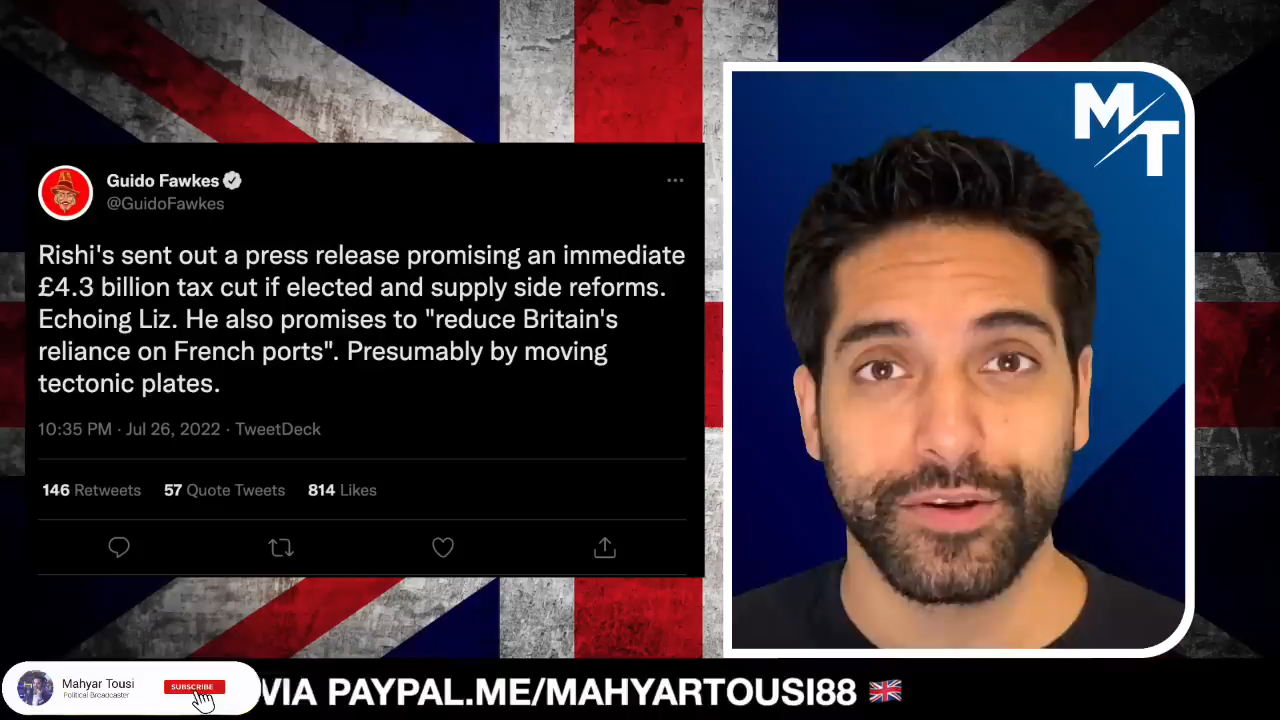 Guido Fawkes
@GuidoFawkes
Rishi's sent out a press release promising an immediate
£4.3 billion tax cut if elected and supply side reforms.
Echoing Liz. He also promises to "reduce Britain's
reliance on French ports". Presumably by moving
tectonic plates.
10:35 PM · Jul 26, 2022 · TweetDeck
146 Retweets 57 Quote Tweets 814 Likes
M/T
Mahyar Tousi
Political Broadcaster
SUBSCRIBE
VIA PAYPAL.ME/MAHYARTOUSI88